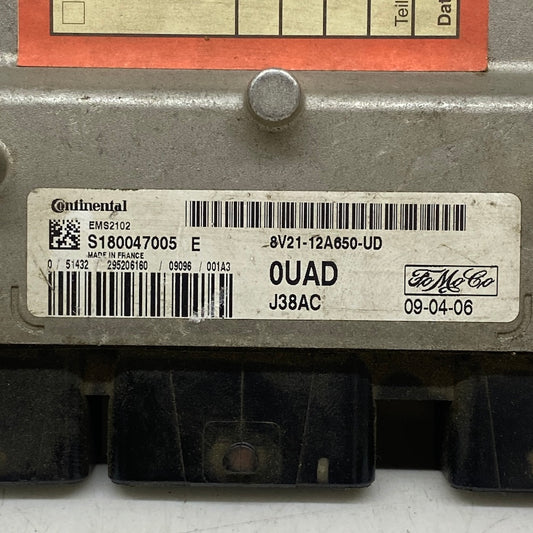 Teil
Dat
Continental
EMS2102
S180047005 E
MADE IN FRANCE
0 / 51432 / 295206160 / 09096 / 001A3
8V21-12A650-UD
0UAD
J38AC
FoMoCo
09-04-06